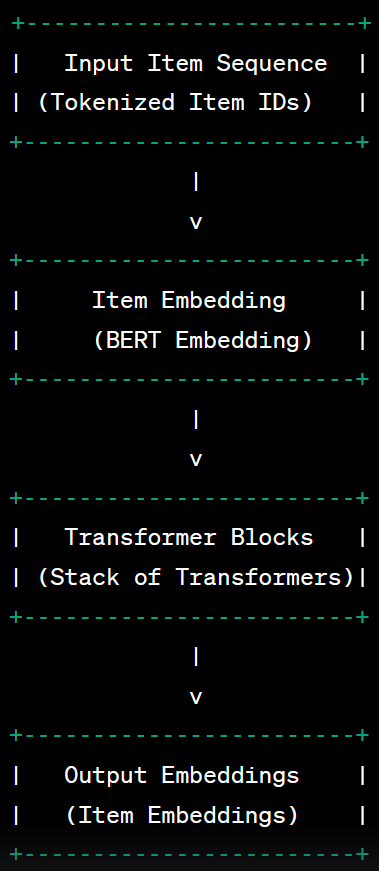 +------------------------+
|   Input Item Sequence  |
| (Tokenized Item IDs)   |
+------------------------+
             |
             v
+------------------------+
|     Item Embedding     |
|     (BERT Embedding)   |
+------------------------+
             |
             v
+------------------------+
|   Transformer Blocks   |
| (Stack of Transformers)|
+------------------------+
             |
             v
+------------------------+
|   Output Embeddings    |
|   (Item Embeddings)    |
+------------------------+